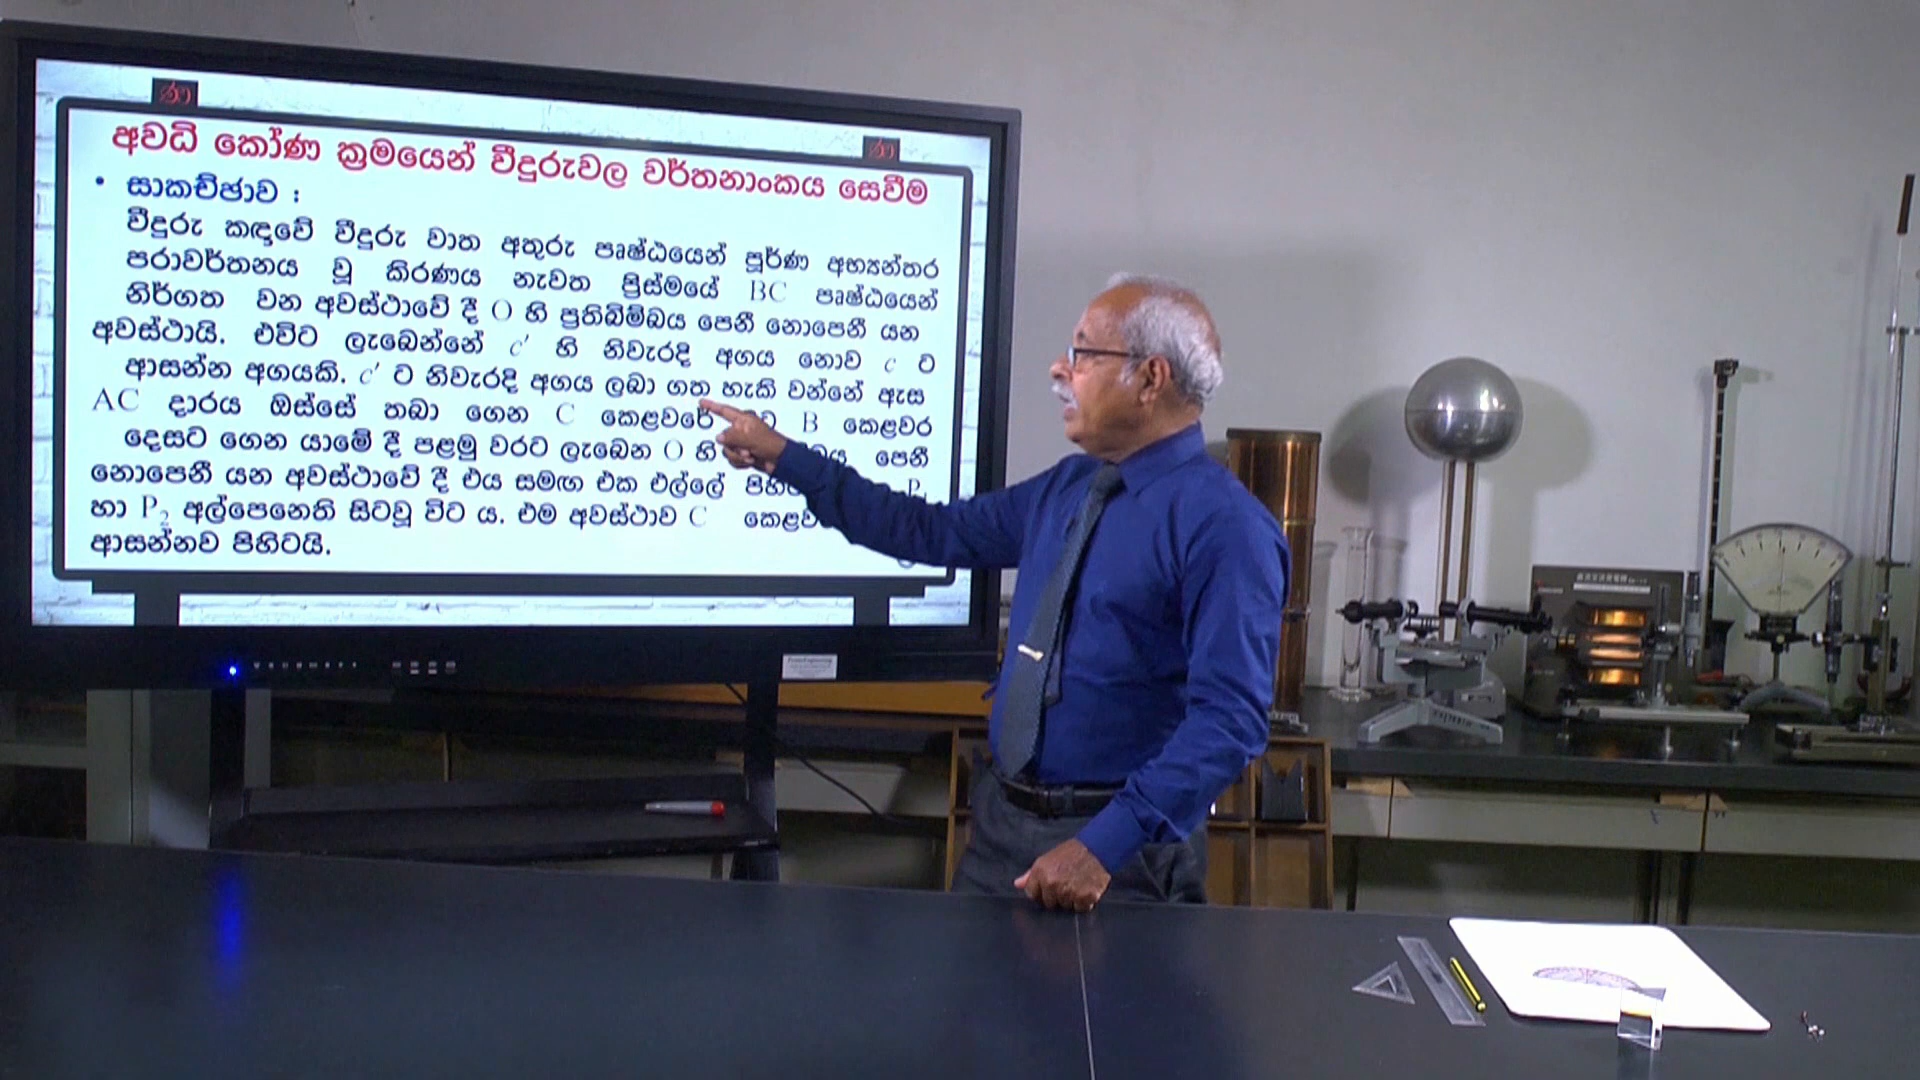 අවධි කෝණ ක්‍රමයෙන් වීදුරුවල වර්තනාංකය සෙවීම
• සාකච්ඡාව :
වීදුරු කඳවේ වීදුරු වාත අතුරු පෘෂ්ඨයෙන් පූර්ණ අභ්‍යන්තර
පරාවර්තනය වූ කිරණය නැවත ප්‍රිස්මයේ BC පෘෂ්ඨයෙන්
නිර්ගත වන අවස්ථාවේ දී O හි ප්‍රතිබිම්බය පෙනී නොපෙනී යන
අවස්ථායි. එවිට ලැබෙන්නේ c′ හි නිවැරදි අගය නොව c ට
ආසන්න අගයකි. c′ ට නිවැරදි අගය ලබා ගත හැකි වන්නේ ඇස
AC දාරය ඔස්සේ තබා ගෙන C කෙළවරේ B කෙළවර
දෙසට ගෙන යාමේ දී පළමු වරට ලැබෙන O හි පෙනී
නොපෙනී යන අවස්ථාවේ දී එය සමඟ එක එල්ලේ P₁
හා P₂ අල්පෙනෙති සිටවූ විට ය. එම අවස්ථාව C
ආසන්නව පිහිටයි.